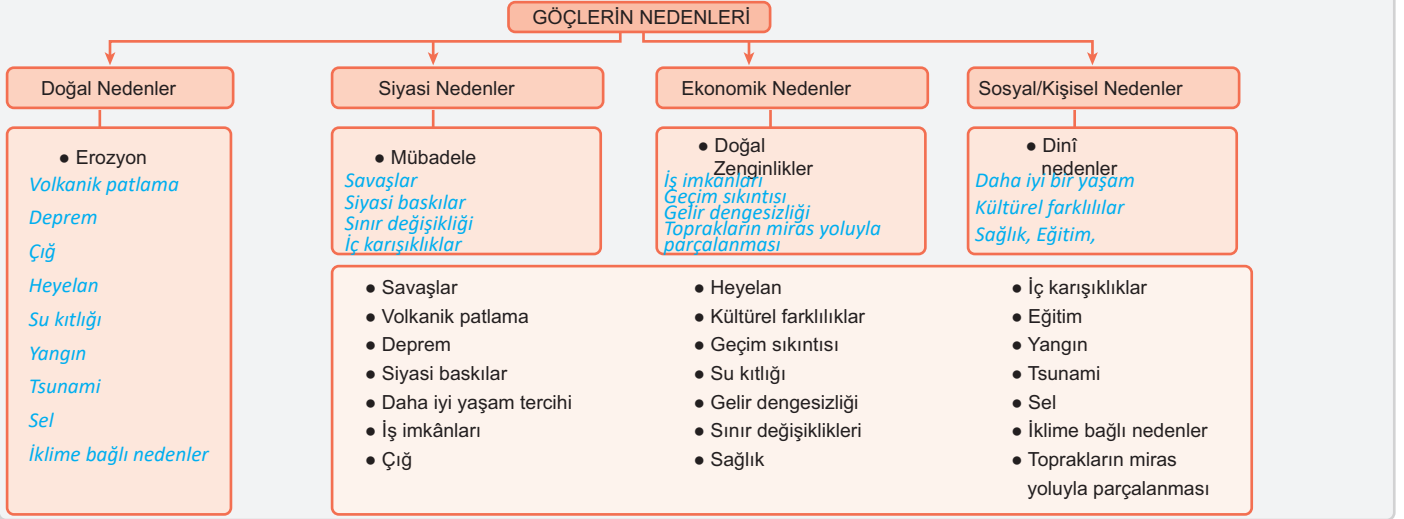 GÖÇLERİN NEDENLERİ
Doğal Nedenler
Siyasi Nedenler
Ekonomik Nedenler
Sosyal/Kişisel Nedenler
● Erozyon
Volkanik patlama
Deprem
Çığ
Heyelan
Su kıtlığı
Yangın
Tsunami
Sel
İklime bağlı nedenler
● Mübadele
Savaşlar
Siyasi baskılar
Sınır değişikliği
İç karışıklıklar
● Doğal
Zenginlikler
İş imkanları
Geçim sıkıntısı
Gelir dengesizliği
Toprakların miras yoluyla
parçalanması
● Dinî
nedenler
Daha iyi bir yaşam
Kültürel farklılılar
Sağlık, Eğitim,
● Savaşlar
● Volkanik patlama
● Deprem
● Siyasi baskılar
● Daha iyi yaşam tercihi
● İş imkânları
● Çığ
● Heyelan
● Kültürel farklılıklar
● Geçim sıkıntısı
● Su kıtlığı
● Gelir dengesizliği
● Sınır değişiklikleri
● Sağlık
● İç karışıklıklar
● Eğitim
● Yangın
● Tsunami
● Sel
● İklime bağlı nedenler
● Toprakların miras
yoluyla parçalanması